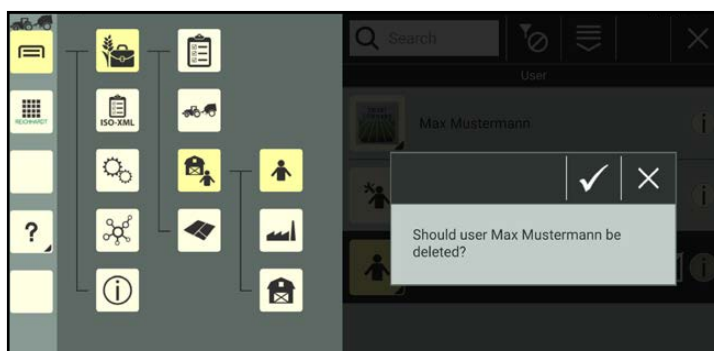 Search
User
REICHHARDT
ISO-XML
Max Mustermann
?
Should user Max Mustermann be
deleted?